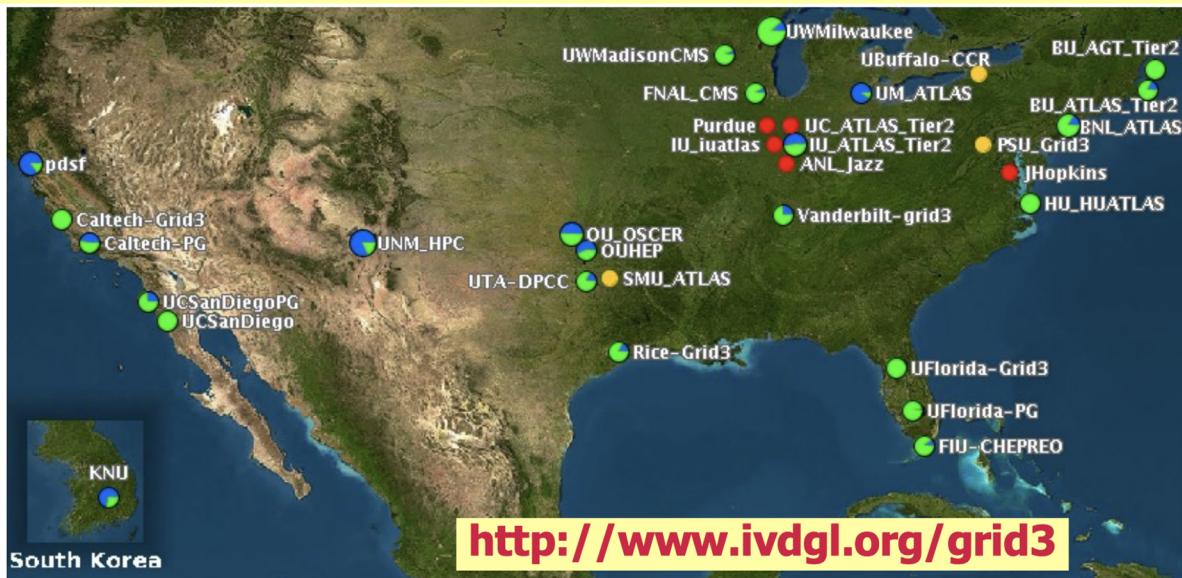 UWMilwaukee
UWMadisonCMS
UBuffalo-CCR
BU_AGT_Tier2
FNAL_CMS
UM_ATLAS
BU_ATLAS_Tier2
Purdue
UC_ATLAS_Tier2
BNL_ATLAS
IU_iuatlas
IU_ATLAS_Tier2
PSU_Grid3
ANL_Jazz
JHopkins
pdsf
HU_HUATLAS
Caltech-Grid3
Vanderbilt-grid3
Caltech-PG
UNM_HPC
OU_OSCER
OUHEP
UTA-DPCC
SMU_ATLAS
UCSanDiegoPG
UCSanDiego
Rice-Grid3
UFlorida-Grid3
UFlorida-PG
FIU-CHEPREO
KNU
South Korea
http://www.ivdgl.org/grid3